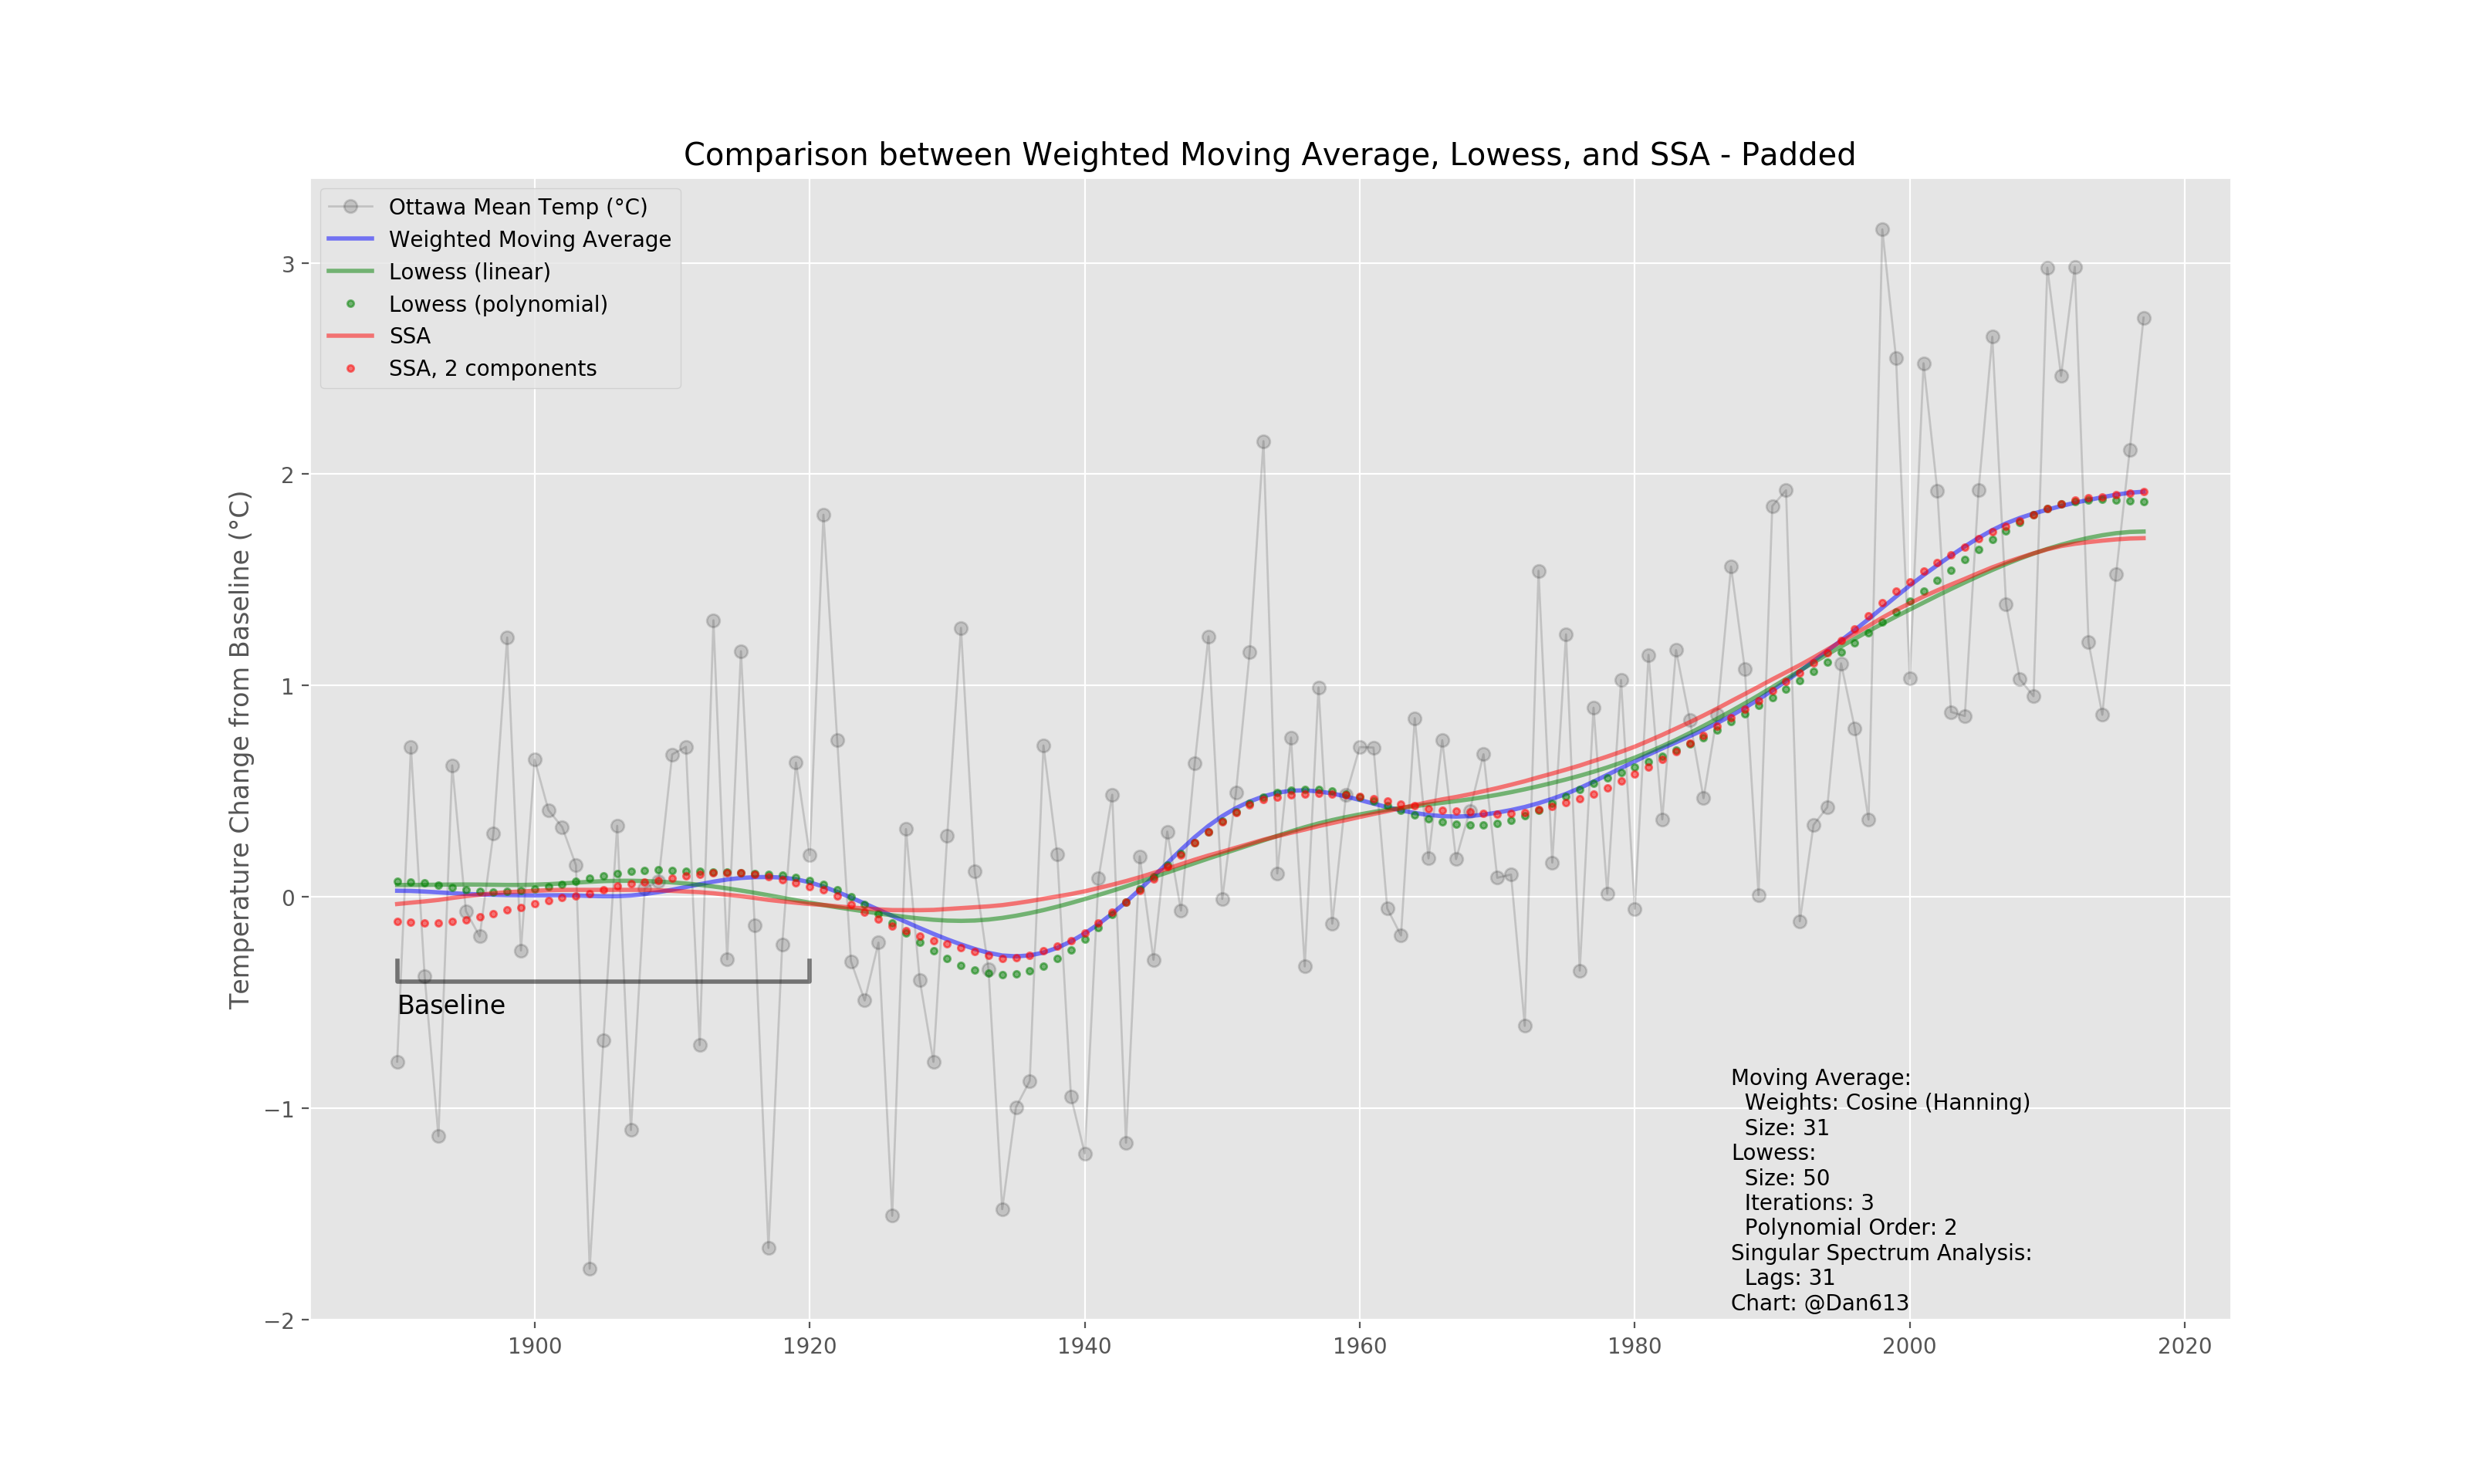 Comparison between Weighted Moving Average, Lowess, and SSA - Padded
Ottawa Mean Temp (°C)
Weighted Moving Average
Lowess (linear)
Lowess (polynomial)
SSA
SSA, 2 components
Temperature Change from Baseline (°C)
3
2
1
0
−1
−2
Baseline
Moving Average:
Weights: Cosine (Hanning)
Size: 31
Lowess:
Size: 50
Iterations: 3
Polynomial Order: 2
Singular Spectrum Analysis:
Lags: 31
Chart: @Dan613
1900 1920 1940 1960 1980 2000 2020